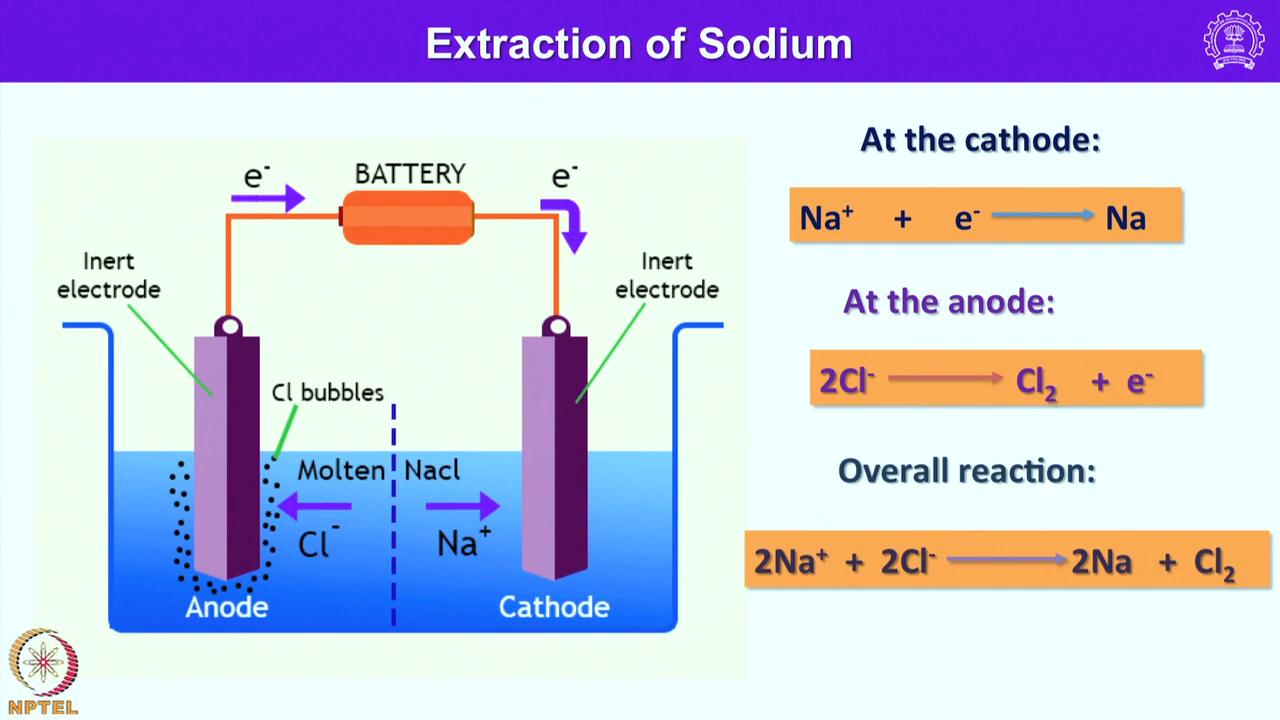 Extraction of Sodium
e⁻
BATTERY
e⁻
Inert
electrode
Inert
electrode
Cl bubbles
Molten
Nacl
Cl⁻
Na⁺
Anode
Cathode
At the cathode:
Na⁺ + e⁻ ⟶ Na
At the anode:
2Cl⁻ ⟶ Cl₂ + e⁻
Overall reaction:
2Na⁺ + 2Cl⁻ ⟶ 2Na + Cl₂
NPTEL